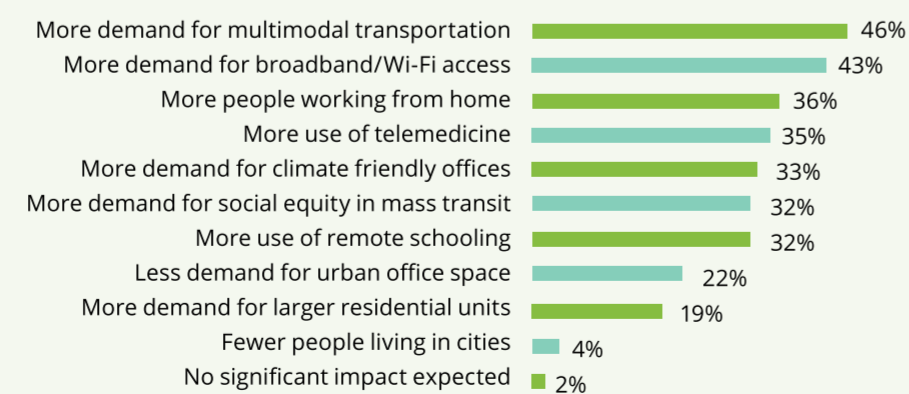 More demand for multimodal transportation 46%
More demand for broadband/Wi-Fi access 43%
More people working from home 36%
More use of telemedicine 35%
More demand for climate friendly offices 33%
More demand for social equity in mass transit 32%
More use of remote schooling 32%
Less demand for urban office space 22%
More demand for larger residential units 19%
Fewer people living in cities 4%
No significant impact expected 2%